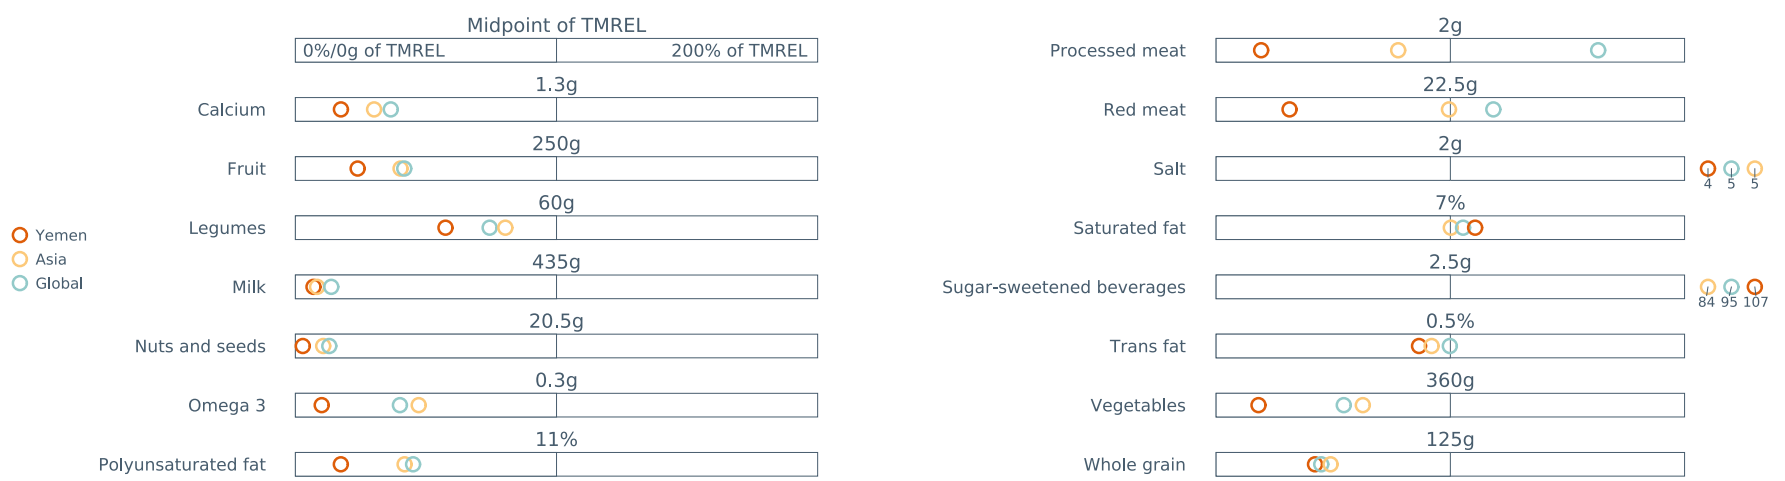 Midpoint of TMREL
0%/0g of TMREL 200% of TMREL
1.3g
Calcium
250g
Fruit
60g
Legumes
435g
Milk
20.5g
Nuts and seeds
0.3g
Omega 3
11%
Polyunsaturated fat
Yemen
Asia
Global
2g
Processed meat
22.5g
Red meat
2g
Salt
4 5 5
7%
Saturated fat
2.5g
Sugar-sweetened beverages
84 95 107
0.5%
Trans fat
360g
Vegetables
125g
Whole grain